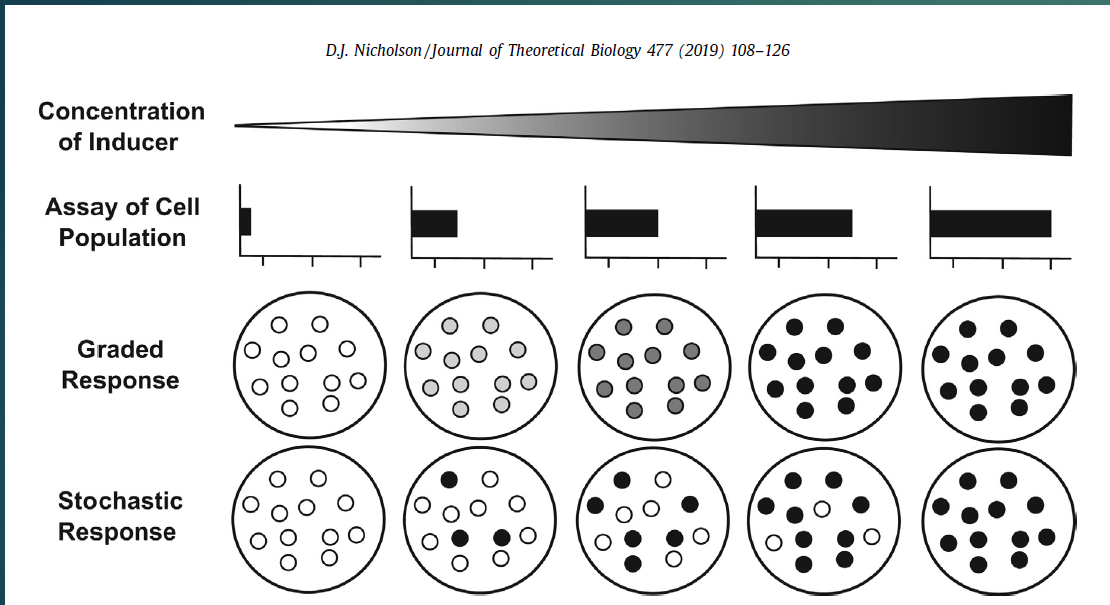 D.J. Nicholson / Journal of Theoretical Biology 477 (2019) 108–126
Concentration
of Inducer
Assay of Cell
Population
Graded
Response
Stochastic
Response